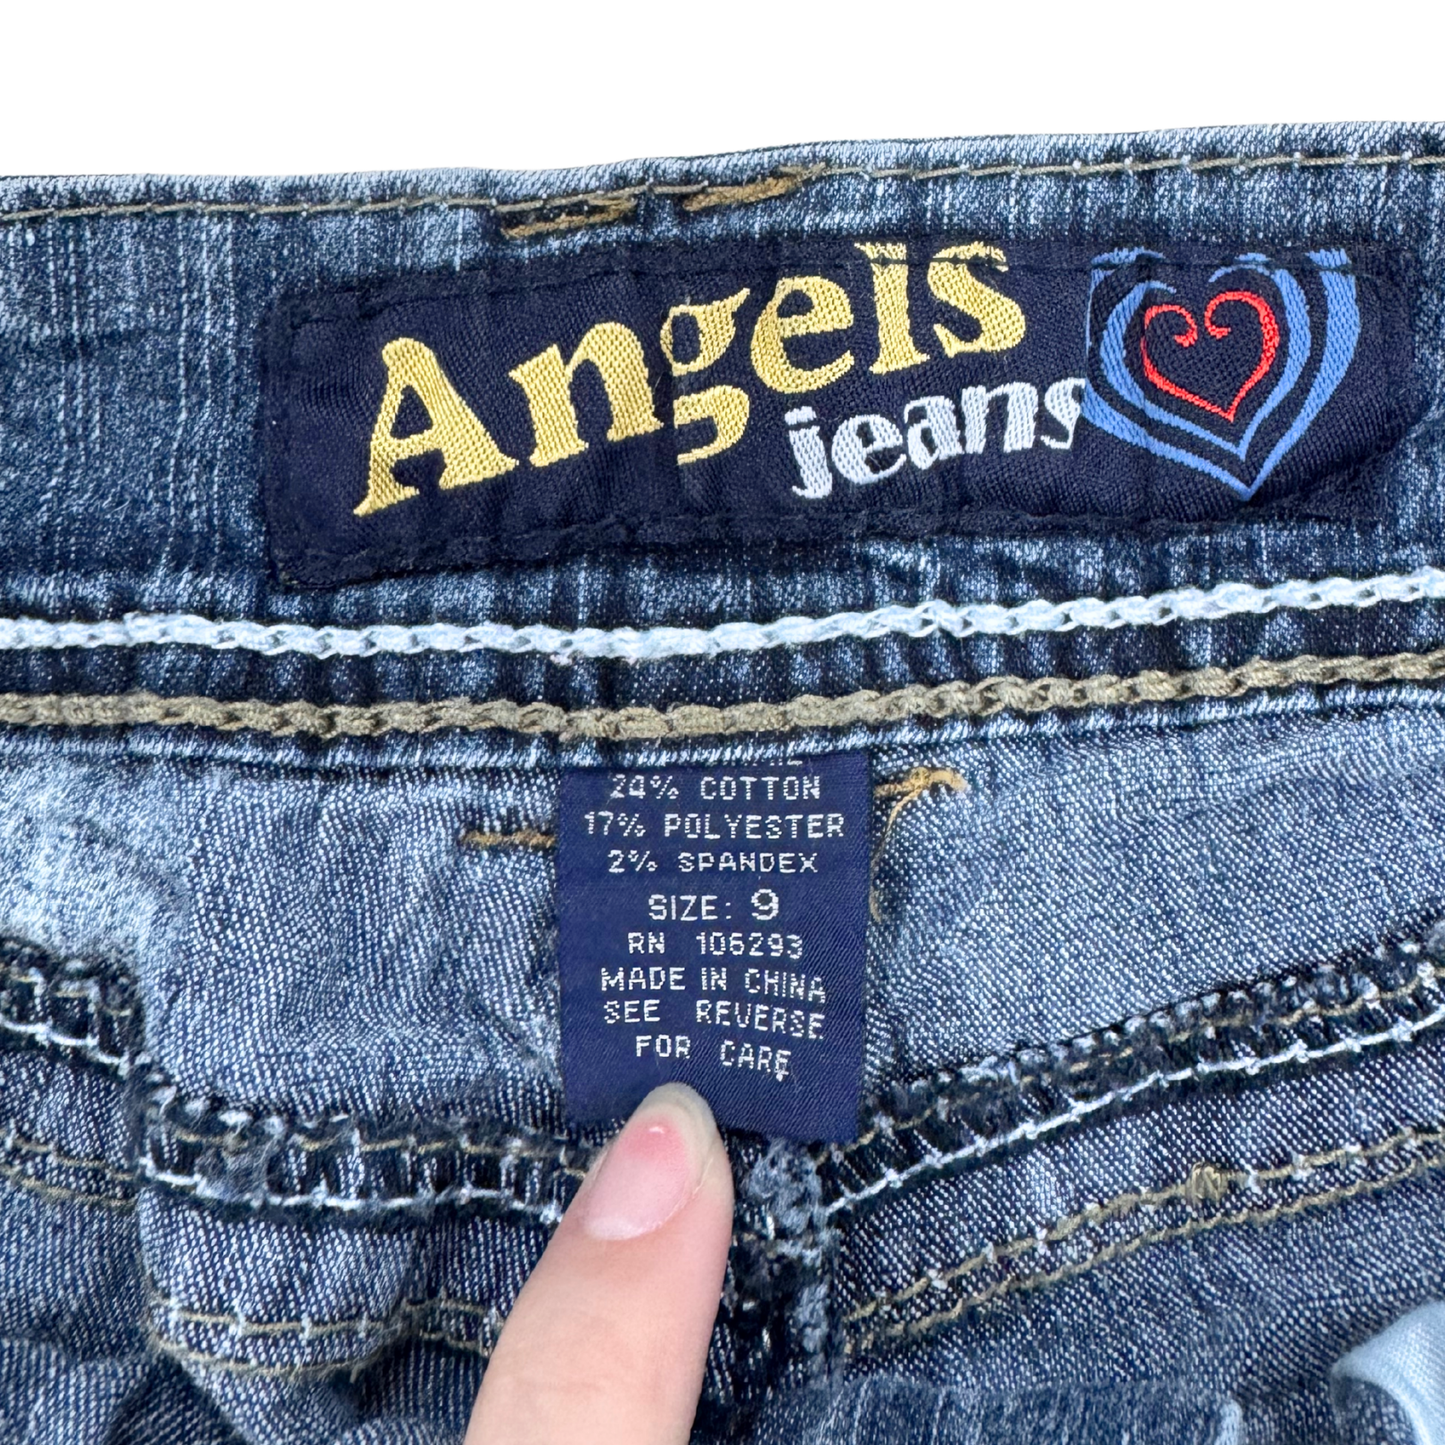 Angels
jeans
24% COTTON
17% POLYESTER
2% SPANDEX
SIZE: 9
RN 106293
MADE IN CHINA
SEE REVERSE
FOR CARE